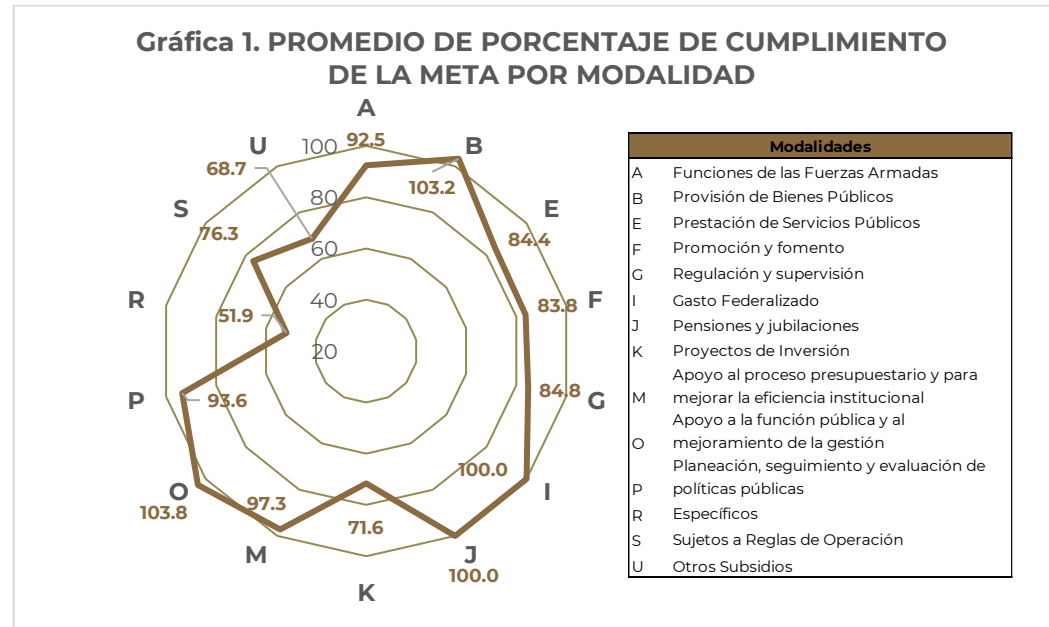 Gráfica 1. PROMEDIO DE PORCENTAJE DE CUMPLIMIENTO
DE LA META POR MODALIDAD
A
92.5
B
103.2
E
84.4
F
83.8
G
84.8
I
100.0
J
100.0
K
71.6
M
97.3
O
103.8
P
93.6
R
51.9
S
76.3
U
68.7
100
80
60
40
20
Modalidades
A Funciones de las Fuerzas Armadas
B Provisión de Bienes Públicos
E Prestación de Servicios Públicos
F Promoción y fomento
G Regulación y supervisión
I Gasto Federalizado
J Pensiones y jubilaciones
K Proyectos de Inversión
Apoyo al proceso presupuestario y para
M mejorar la eficiencia institucional
Apoyo a la función pública y al
O mejoramiento de la gestión
Planeación, seguimiento y evaluación de
P políticas públicas
R Específicos
S Sujetos a Reglas de Operación
U Otros Subsidios